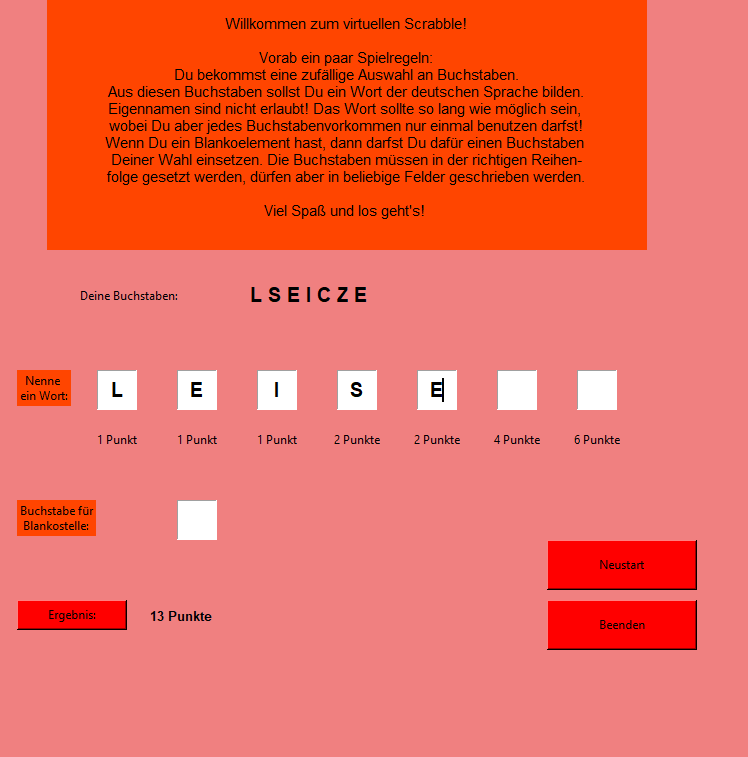 Willkommen zum virtuellen Scrabble!
Vorab ein paar Spielregeln:
Du bekommst eine zufällige Auswahl an Buchstaben.
Aus diesen Buchstaben sollst Du ein Wort der deutschen Sprache bilden.
Eigennamen sind nicht erlaubt! Das Wort sollte so lang wie möglich sein,
wobei Du aber jedes Buchstabenvorkommen nur einmal benutzen darfst!
Wenn Du ein Blankoelement hast, dann darfst Du dafür einen Buchstaben
Deiner Wahl einsetzen. Die Buchstaben müssen in der richtigen Reihen-
folge gesetzt werden, dürfen aber in beliebige Felder geschrieben werden.
Viel Spaß und los geht's!
Deine Buchstaben: L S E I C Z E
Nenne
ein Wort:
L E I S E
1 Punkt 1 Punkt 1 Punkt 2 Punkte 2 Punkte 4 Punkte 6 Punkte
Buchstabe für
Blankostelle:
Neustart
Ergebnis: 13 Punkte
Beenden